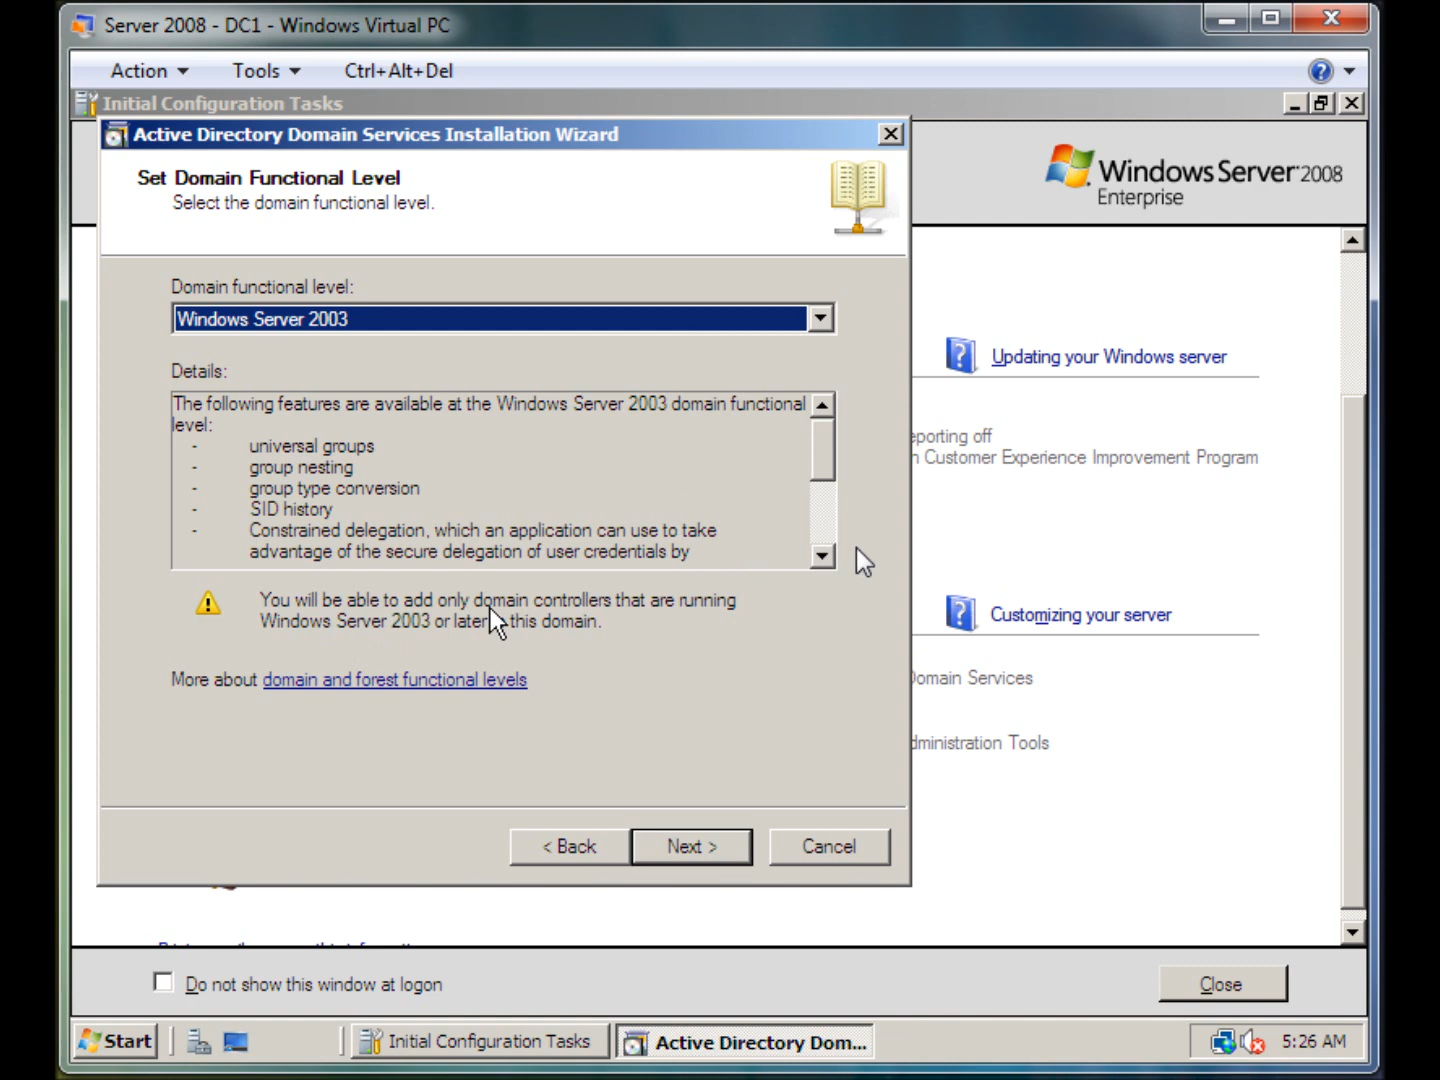 Server 2008 - DC1 - Windows Virtual PC
Action Tools Ctrl+Alt+Del
Initial Configuration Tasks
Active Directory Domain Services Installation Wizard
Set Domain Functional Level
Select the domain functional level.
Windows Server 2008
Enterprise
Domain functional level:
Windows Server 2003
Details:
The following features are available at the Windows Server 2003 domain functional
level:
- universal groups
- group nesting
- group type conversion
- SID history
- Constrained delegation, which an application can use to take
advantage of the secure delegation of user credentials by
You will be able to add only domain controllers that are running
Windows Server 2003 or later this domain.
More about domain and forest functional levels
< Back Next > Cancel
Updating your Windows server
eporting off
n Customer Experience Improvement Program
Customizing your server
Domain Services
dministration Tools
Do not show this window at logon
Close
Start Initial Configuration Tasks Active Directory Dom... 5:26 AM